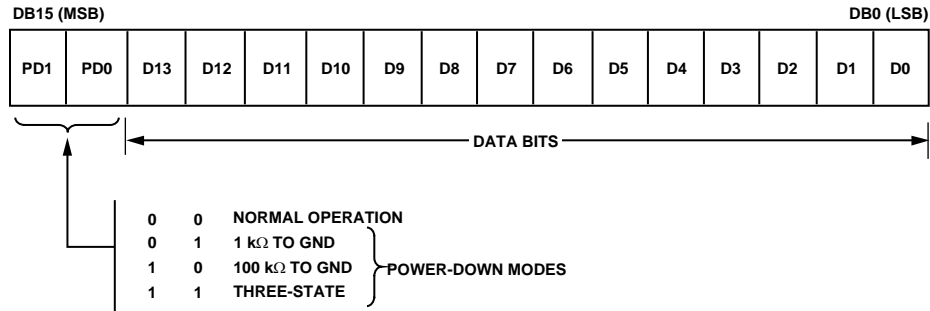 DB15 (MSB) DB0 (LSB)
PD1 PD0 D13 D12 D11 D10 D9 D8 D7 D6 D5 D4 D3 D2 D1 D0
DATA BITS
0 0 NORMAL OPERATION
0 1 1 kΩ TO GND
1 0 100 kΩ TO GND
1 1 THREE-STATE
POWER-DOWN MODES